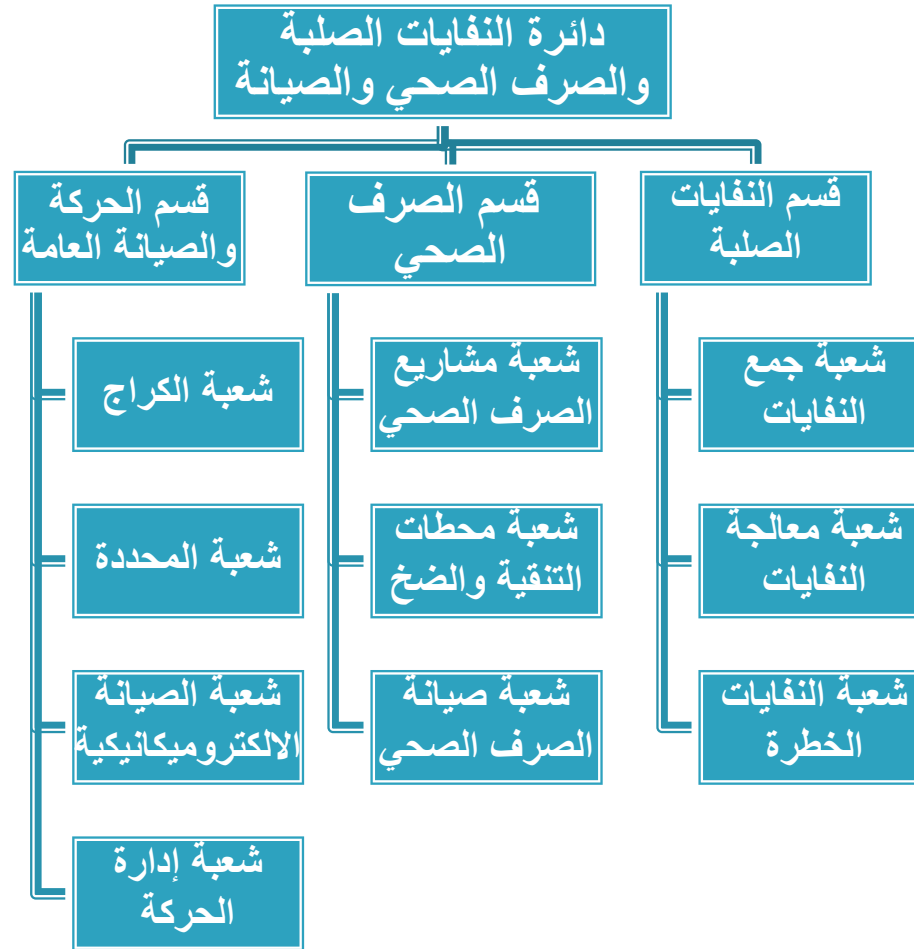 دائرة النفايات الصلبة
والصرف الصحي والصيانة
قسم النفايات
الصلبة
قسم الصرف
الصحي
قسم الحركة
والصيانة العامة
شعبة جمع
النفايات
شعبة معالجة
النفايات
شعبة النفايات
الخطرة
شعبة مشاريع
الصرف الصحي
شعبة محطات
التنقية والضخ
شعبة صيانة
الصرف الصحي
شعبة الكراج
شعبة المحددة
شعبة الصيانة
الالكتروميكانيكية
شعبة إدارة
الحركة